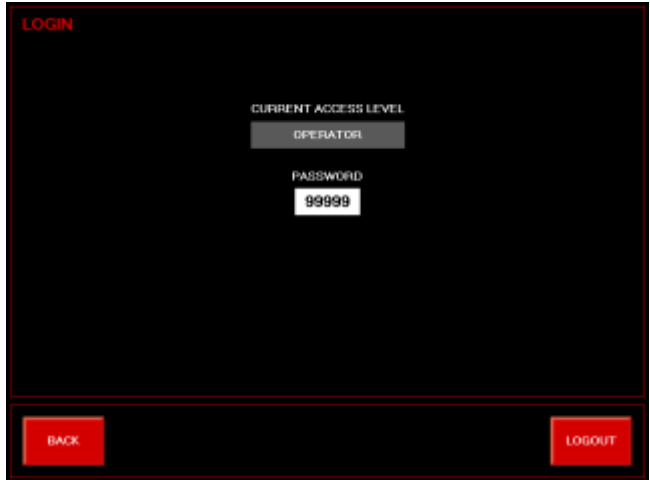 LOGIN
CURRENT ACCESS LEVEL
OPERATOR
PASSWORD
99999
BACK
LOGOUT